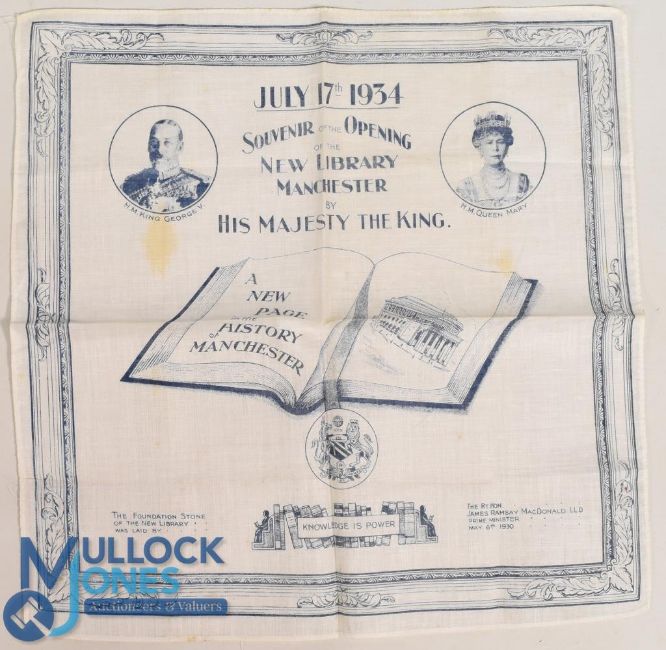 JULY 17th 1934
SOUVENIR OF THE OPENING
OF THE
NEW LIBRARY
MANCHESTER
BY
HIS MAJESTY THE KING.
H.M. KING GEORGE V.
H.M. QUEEN MARY
A
NEW
PAGE
IN THE
HISTORY
OF
MANCHESTER
THE FOUNDATION STONE
OF THE NEW LIBRARY
WAS LAID BY
KNOWLEDGE IS POWER
THE RT. HON.
JAMES RAMSAY MACDONALD LL.D
PRIME MINISTER
MAY 6th 1930
MULLOCK
JONES
Auctioneers & Valuers